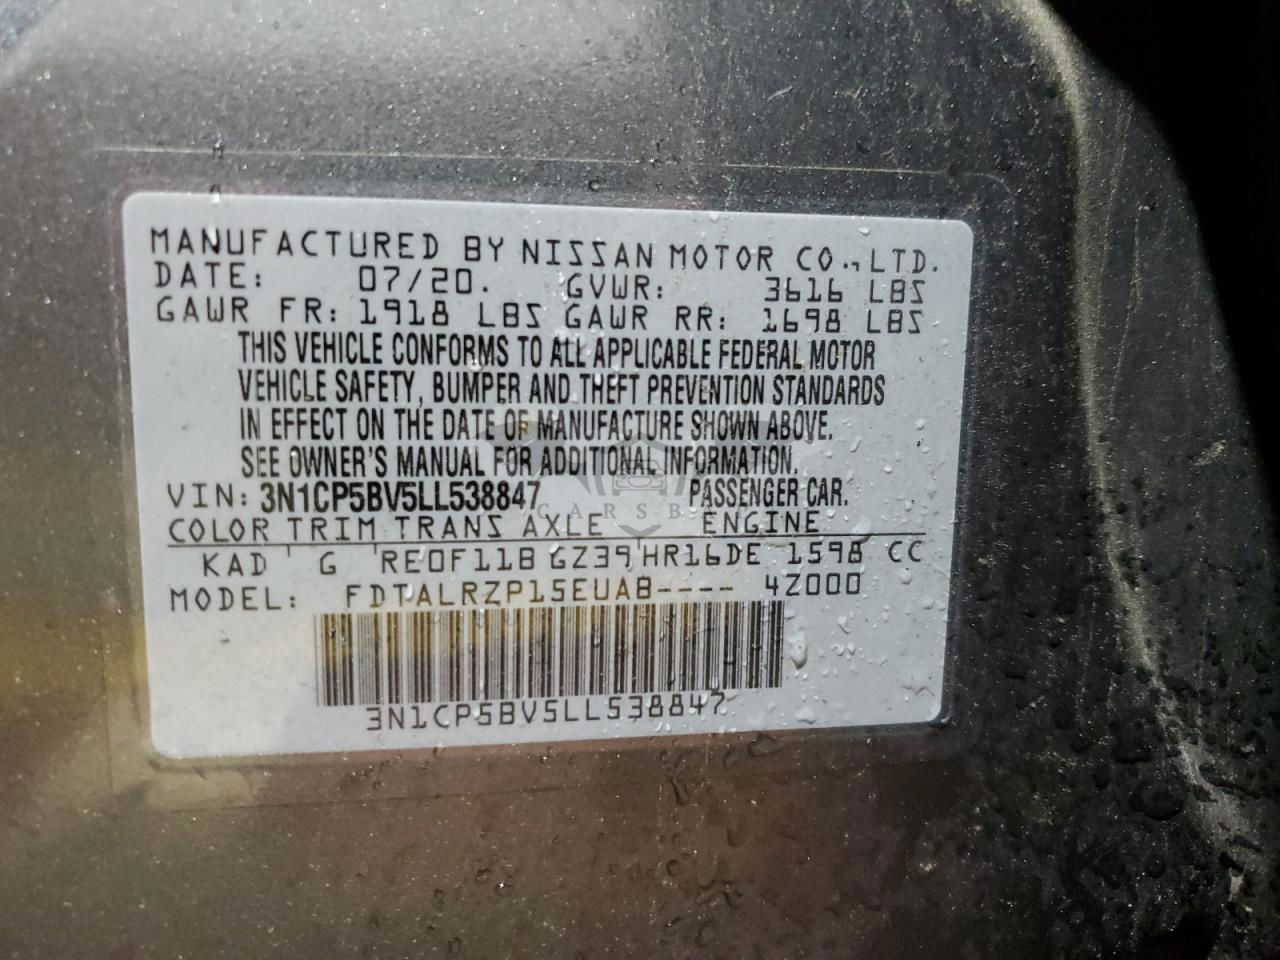 MANUFACTURED BY NISSAN MOTOR CO., LTD.
DATE: 07/20. GVWR: 3616 LBS
GAWR FR: 1918 LBS GAWR RR: 1698 LBS
THIS VEHICLE CONFORMS TO ALL APPLICABLE FEDERAL MOTOR
VEHICLE SAFETY, BUMPER AND THEFT PREVENTION STANDARDS
IN EFFECT ON THE DATE OF MANUFACTURE SHOWN ABOVE.
SEE OWNER'S MANUAL FOR ADDITIONAL INFORMATION.
VIN: 3N1CP5BV5LL538847 PASSENGER CAR.
CARSB
COLOR TRIM TRANS AXLE ENGINE
KAD ' G 'RE0F11B GZ39'HR16DE 1598 CC
MODEL: FDTALRZP15EUAB---- 4Z000
3N1CP5BV5LL538847